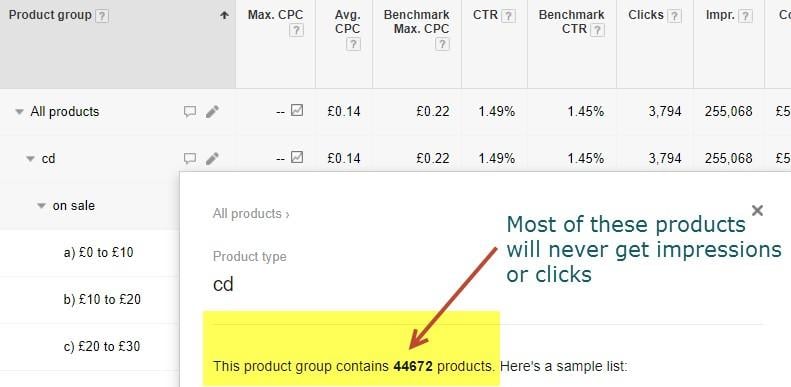 Product group ? Max. CPC ? Avg. CPC ? Benchmark Max. CPC ? CTR ? Benchmark CTR ? Clicks ? Impr. ?
All products -- £0.14 £0.22 1.49% 1.45% 3,794 255,068 £5
cd -- £0.14 £0.22 1.49% 1.45% 3,794 255,068 £5
on sale
a) £0 to £10
b) £10 to £20
c) £20 to £30
All products ›
Product type
cd
Most of these products
will never get impressions
or clicks
This product group contains 44672 products. Here's a sample list: